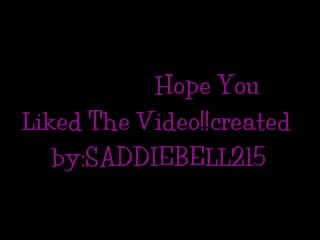 Hope You
Liked The Video!!created
by:SADDIEBELL215